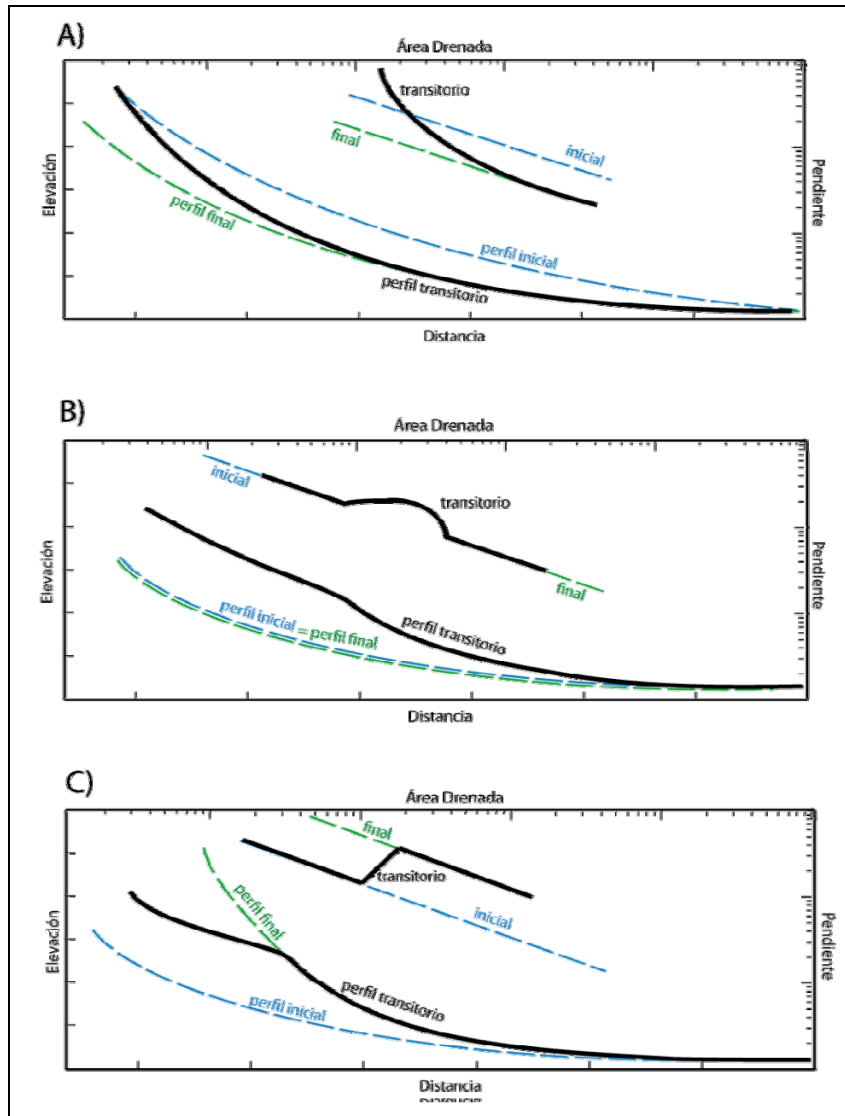 A)
Área Drenada
transitorio
inicial
final
Elevación
Pendiente
perfil inicial
perfil final
perfil transitorio
Distancia
B)
Área Drenada
inicial
transitorio
final
Elevación
Pendiente
perfil inicial = perfil final
perfil transitorio
Distancia
C)
Área Drenada
final
transitorio
inicial
Elevación
Pendiente
perfil final
perfil transitorio
perfil inicial
Distancia